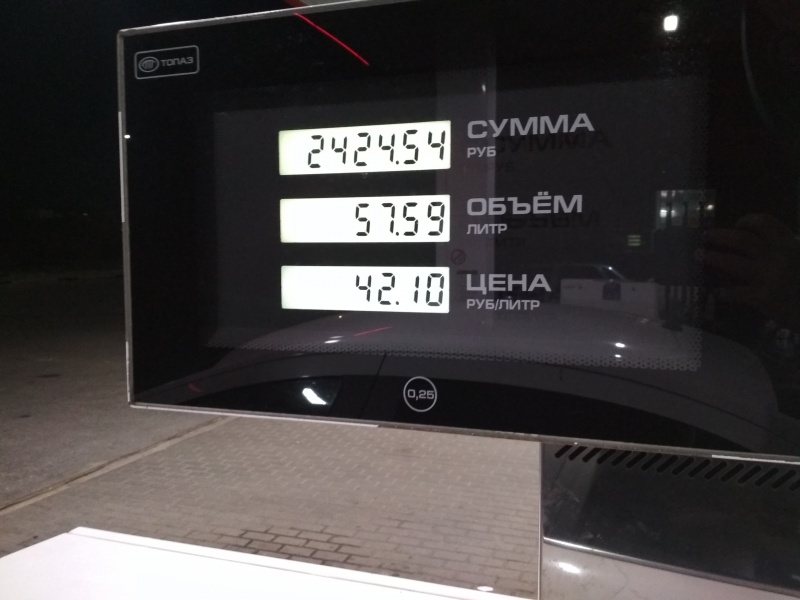 ТОПАЗ
2424.54
СУММА
РУБ
57.59
ОБЪЁМ
ЛИТР
42.10
ЦЕНА
РУБ/ЛИТР
0,25